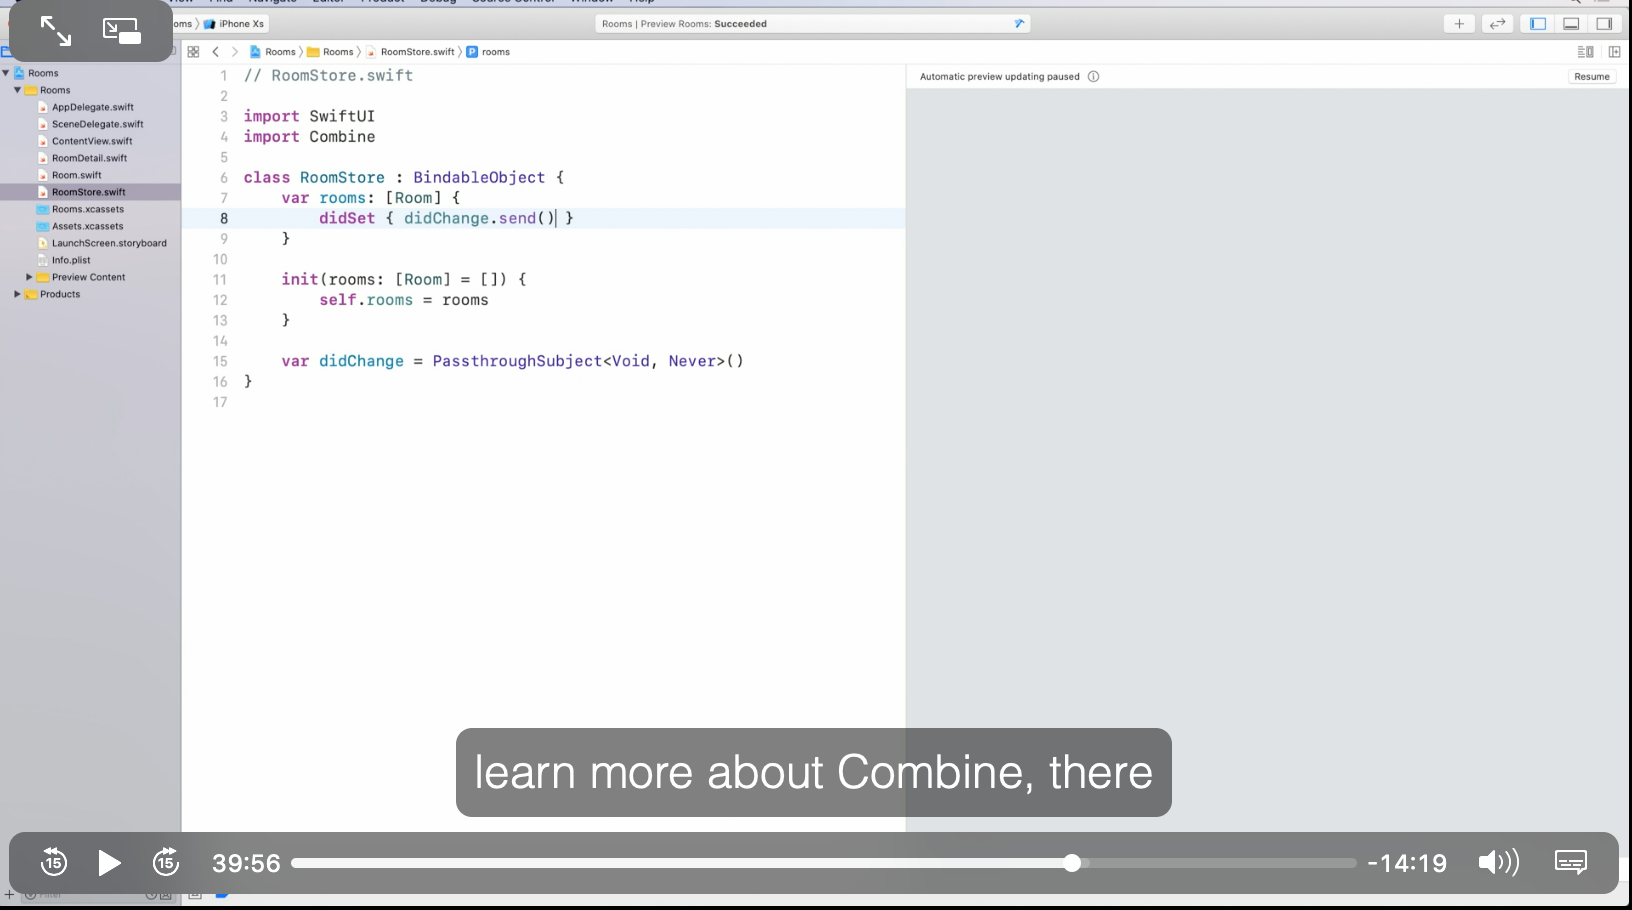 iPhone Xs
Rooms | Preview Rooms: Succeeded
Rooms
Rooms
RoomStore.swift
rooms
Rooms
Rooms
AppDelegate.swift
SceneDelegate.swift
ContentView.swift
RoomDetail.swift
Room.swift
RoomStore.swift
Rooms.xcassets
Assets.xcassets
LaunchScreen.storyboard
Info.plist
Preview Content
Products
1 // RoomStore.swift
2
3 import SwiftUI
4 import Combine
5
6 class RoomStore : BindableObject {
7 var rooms: [Room] {
8 didSet { didChange.send() }
9 }
10
11 init(rooms: [Room] = []) {
12 self.rooms = rooms
13 }
14
15 var didChange = PassthroughSubject<Void, Never>()
16 }
17
Automatic preview updating paused
Resume
learn more about Combine, there
15
15
39:56
-14:19